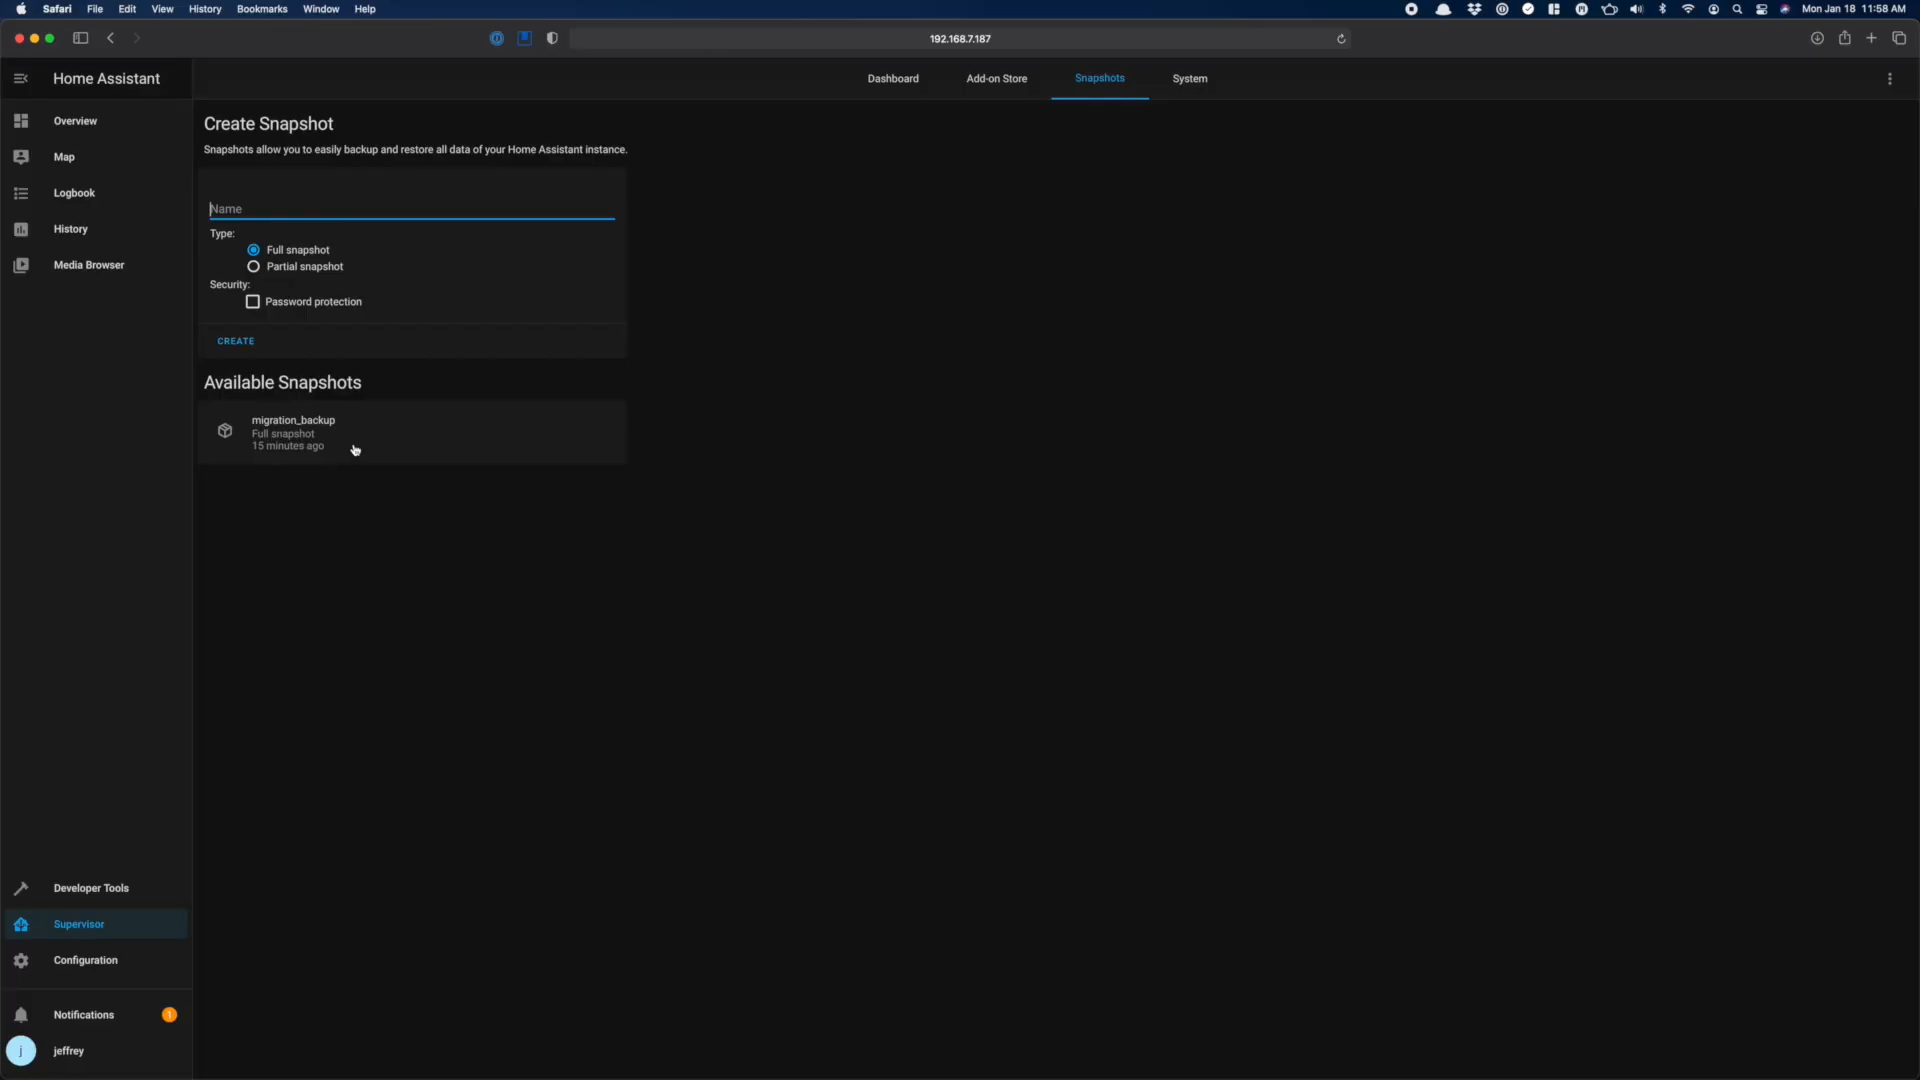 Safari File Edit View History Bookmarks Window Help
Mon Jan 18 11:58 AM
192.168.7.187
Home Assistant
Dashboard Add-on Store Snapshots System
Overview
Map
Logbook
History
Media Browser
Create Snapshot
Snapshots allow you to easily backup and restore all data of your Home Assistant instance.
Name
Type:
Full snapshot
Partial snapshot
Security:
Password protection
CREATE
Available Snapshots
migration_backup
Full snapshot
15 minutes ago
Developer Tools
Supervisor
Configuration
Notifications 1
j jeffrey